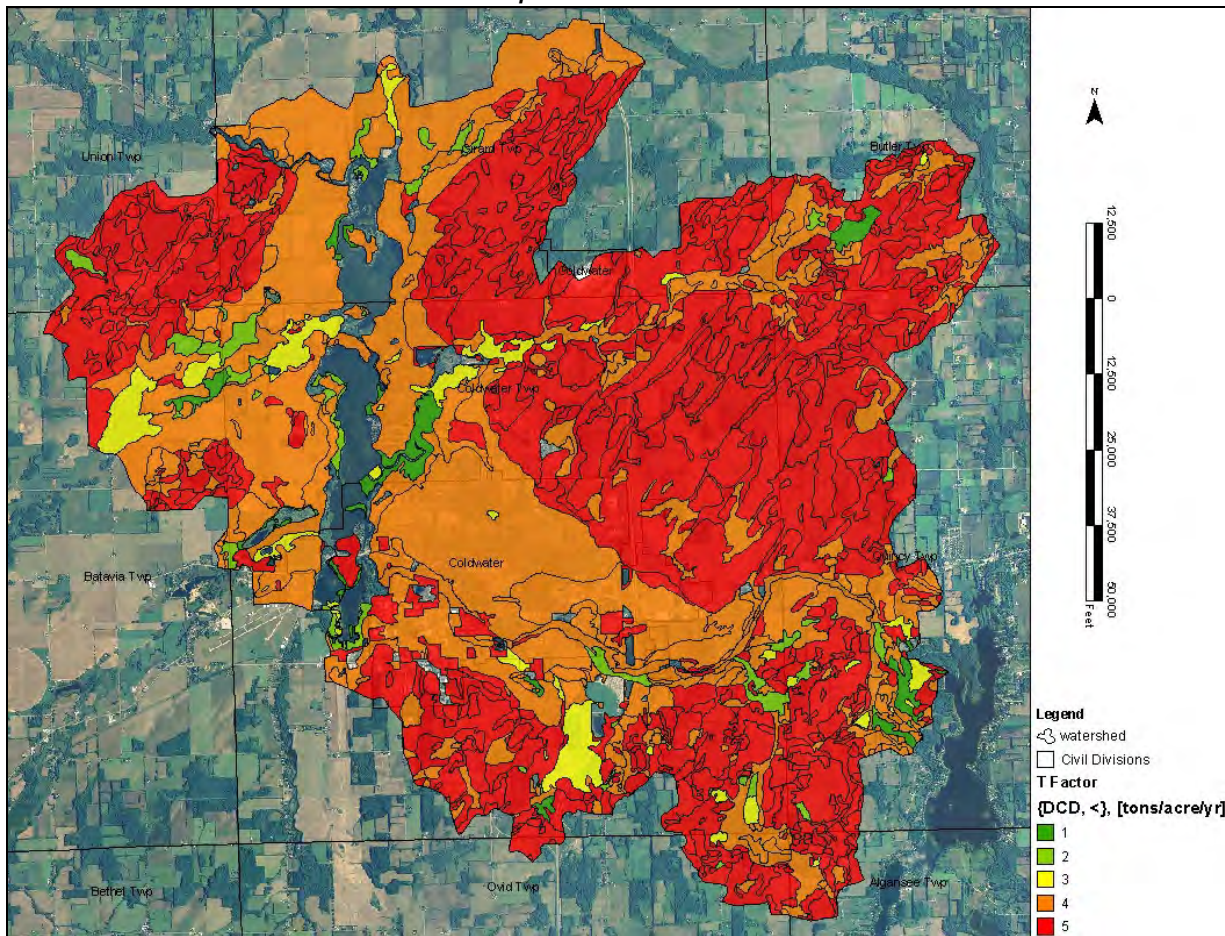 N
Union Twp
Girard Twp
Butler Twp
Coldwater
Coldwater Twp
Batavia Twp
Coldwater
Quincy Twp
Bethel Twp
Ovid Twp
Algansee Twp
12,500
0
12,500
25,000
37,500
50,000
Feet
Legend
watershed
Civil Divisions
T Factor
{DCD, <}, [tons/acre/yr]
1
2
3
4
5